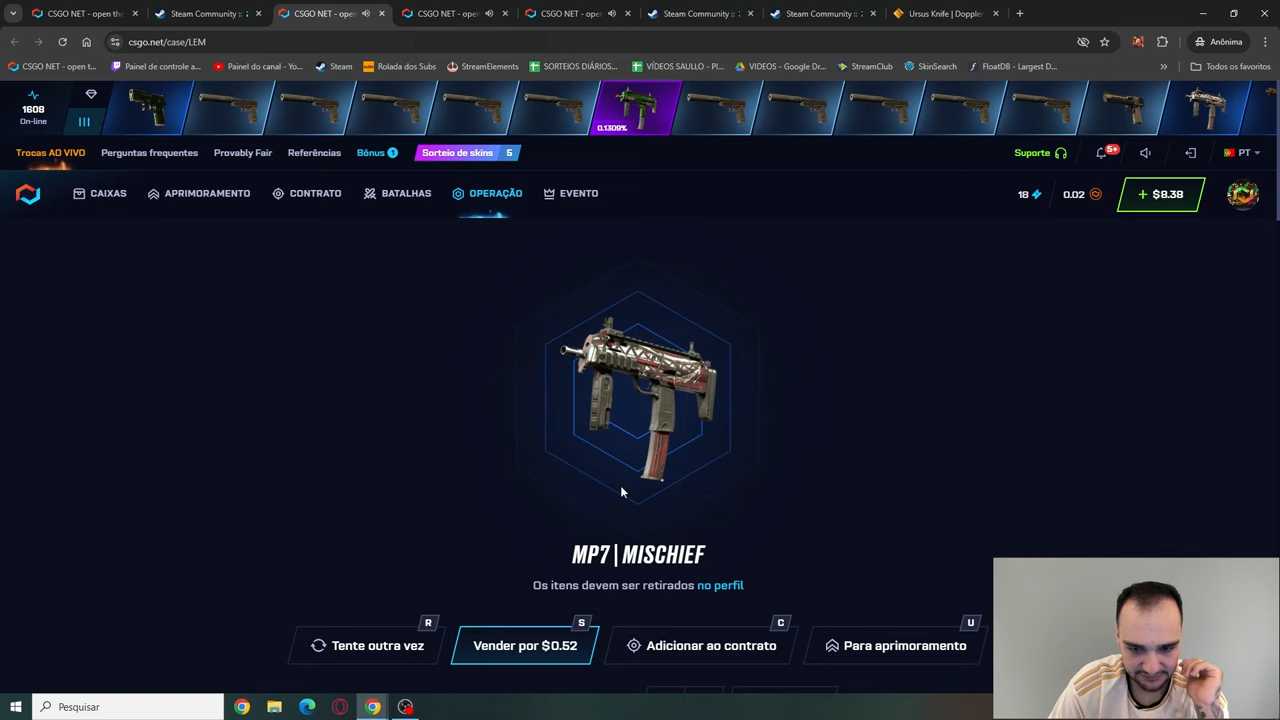 CSGO NET - open the
Steam Community ::
CSGO NET - open
CSGO NET - open
CSGO NET - open
Steam Community ::
Steam Community ::
Ursus Knife | Doppler
csgo.net/case/LEM
Anônima
CSGO NET - open t...
Painel de controle a...
Painel do canal - Yo...
Steam
Rolada dos Subs
StreamElements
SORTEIOS DIÁRIOS...
VÍDEOS SAULLO - Pl...
VIDEOS - Google Dr...
StreamClub
SkinSearch
FloatDB - Largest D...
Todos os favoritos
1608
On-line
0.1309%
Trocas AO VIVO
Perguntas frequentes
Provably Fair
Referências
Bônus 1
Sorteio de skins 5
Suporte
5+
PT
CAIXAS
APRIMORAMENTO
CONTRATO
BATALHAS
OPERAÇÃO
EVENTO
18
0.02
+ $8.38
MP7 | MISCHIEF
Os itens devem ser retirados no perfil
R
S
C
U
Tente outra vez
Vender por $0.52
Adicionar ao contrato
Para aprimoramento
Pesquisar